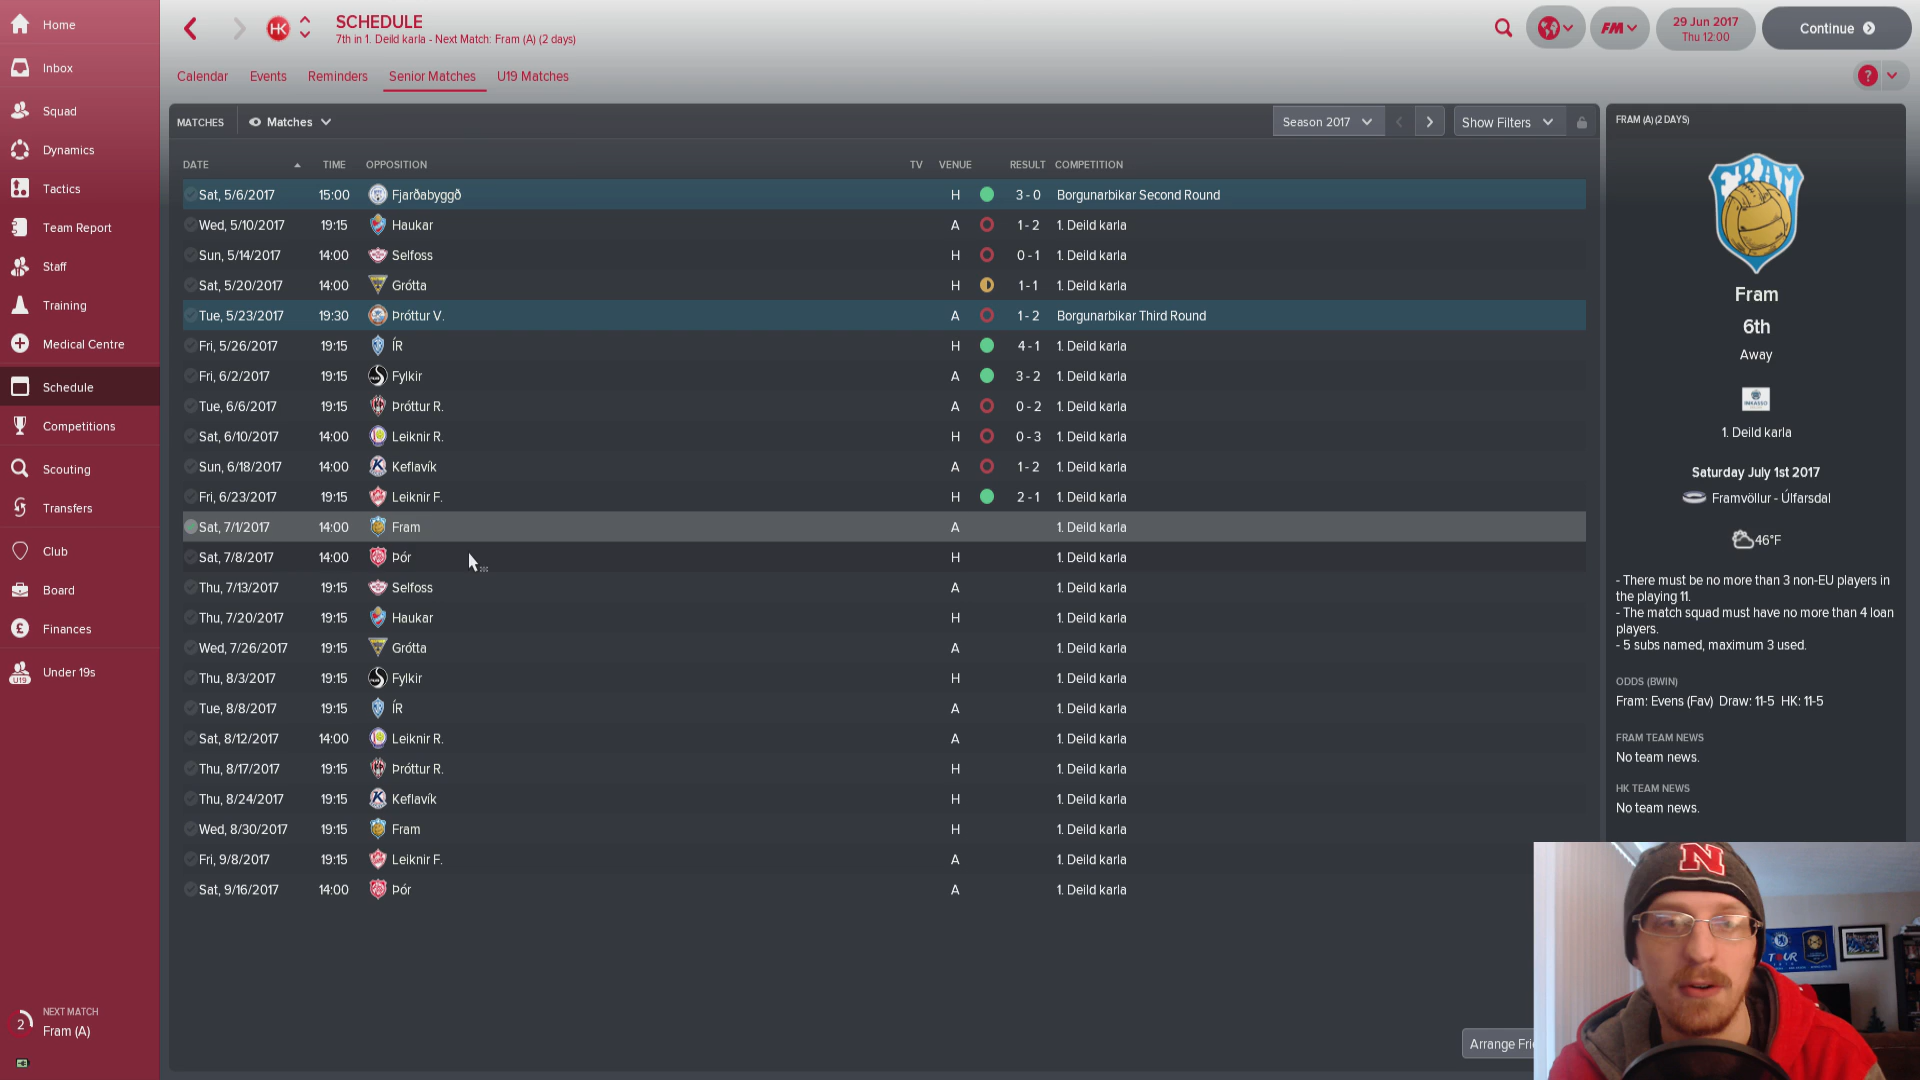 Home
Inbox
Squad
Dynamics
Tactics
Team Report
Staff
Training
Medical Centre
Schedule
Competitions
Scouting
Transfers
Club
Board
Finances
U19
Under 19s
2
NEXT MATCH
Fram (A)
HK
SCHEDULE
7th in 1. Deild karla - Next Match: Fram (A) (2 days)
FM
29 Jun 2017
Thu 12:00
Continue
Calendar Events Reminders Senior Matches U19 Matches
?
MATCHES Matches Season 2017 Show Filters
DATE TIME OPPOSITION TV VENUE RESULT COMPETITION
Sat, 5/6/2017 15:00 Fjarðabyggð H 3 - 0 Borgunarbikar Second Round
Wed, 5/10/2017 19:15 Haukar A 1 - 2 1. Deild karla
Sun, 5/14/2017 14:00 Selfoss H 0 - 1 1. Deild karla
Sat, 5/20/2017 14:00 Grótta H 1 - 1 1. Deild karla
Tue, 5/23/2017 19:30 Þróttur V. A 1 - 2 Borgunarbikar Third Round
Fri, 5/26/2017 19:15 ÍR H 4 - 1 1. Deild karla
Fri, 6/2/2017 19:15 Fylkir A 3 - 2 1. Deild karla
Tue, 6/6/2017 19:15 Þróttur R. A 0 - 2 1. Deild karla
Sat, 6/10/2017 14:00 Leiknir R. H 0 - 3 1. Deild karla
Sun, 6/18/2017 14:00 Keflavík A 1 - 2 1. Deild karla
Fri, 6/23/2017 19:15 Leiknir F. H 2 - 1 1. Deild karla
Sat, 7/1/2017 14:00 Fram A 1. Deild karla
Sat, 7/8/2017 14:00 Þór H 1. Deild karla
Thu, 7/13/2017 19:15 Selfoss A 1. Deild karla
Thu, 7/20/2017 19:15 Haukar H 1. Deild karla
Wed, 7/26/2017 19:15 Grótta A 1. Deild karla
Thu, 8/3/2017 19:15 Fylkir H 1. Deild karla
Tue, 8/8/2017 19:15 ÍR A 1. Deild karla
Sat, 8/12/2017 14:00 Leiknir R. A 1. Deild karla
Thu, 8/17/2017 19:15 Þróttur R. H 1. Deild karla
Thu, 8/24/2017 19:15 Keflavík H 1. Deild karla
Wed, 8/30/2017 19:15 Fram H 1. Deild karla
Fri, 9/8/2017 19:15 Leiknir F. A 1. Deild karla
Sat, 9/16/2017 14:00 Þór A 1. Deild karla
Arrange Fri
FRAM (A) (2 DAYS)
FRAM
Fram
6th
Away
1. Deild karla
Saturday July 1st 2017
Framvöllur - Úlfarsdal
46°F
- There must be no more than 3 non-EU players in
the playing 11.
- The match squad must have no more than 4 loan
players.
- 5 subs named, maximum 3 used.
ODDS (BWIN)
Fram: Evens (Fav) Draw: 11-5 HK: 11-5
FRAM TEAM NEWS
No team news.
HK TEAM NEWS
No team news.
N
TOUR